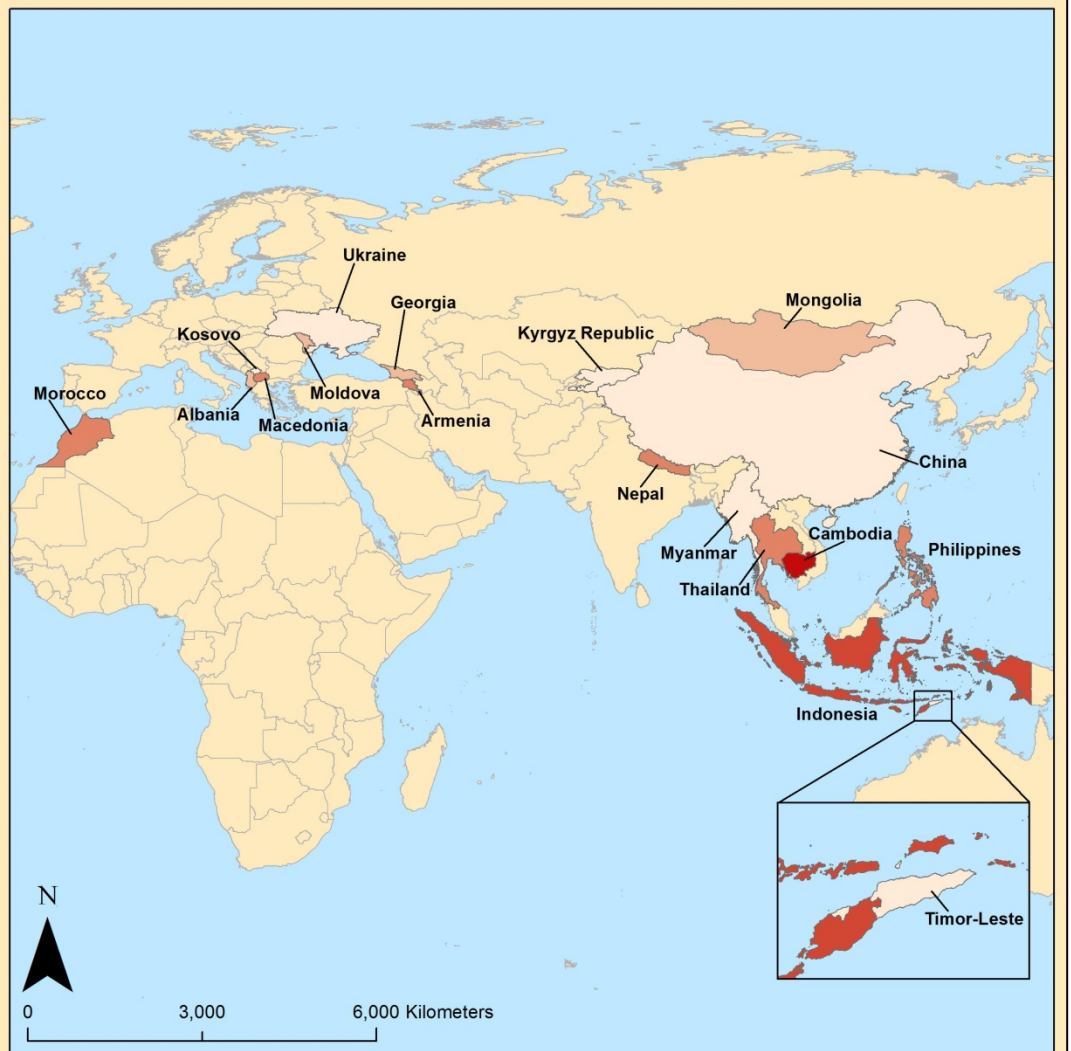 Ukraine
Georgia
Mongolia
Kosovo
Kyrgyz Republic
Morocco
Moldova
Albania
Macedonia
Armenia
China
Nepal
Cambodia
Myanmar
Philippines
Thailand
Indonesia
Timor-Leste
N
0 3,000 6,000 Kilometers